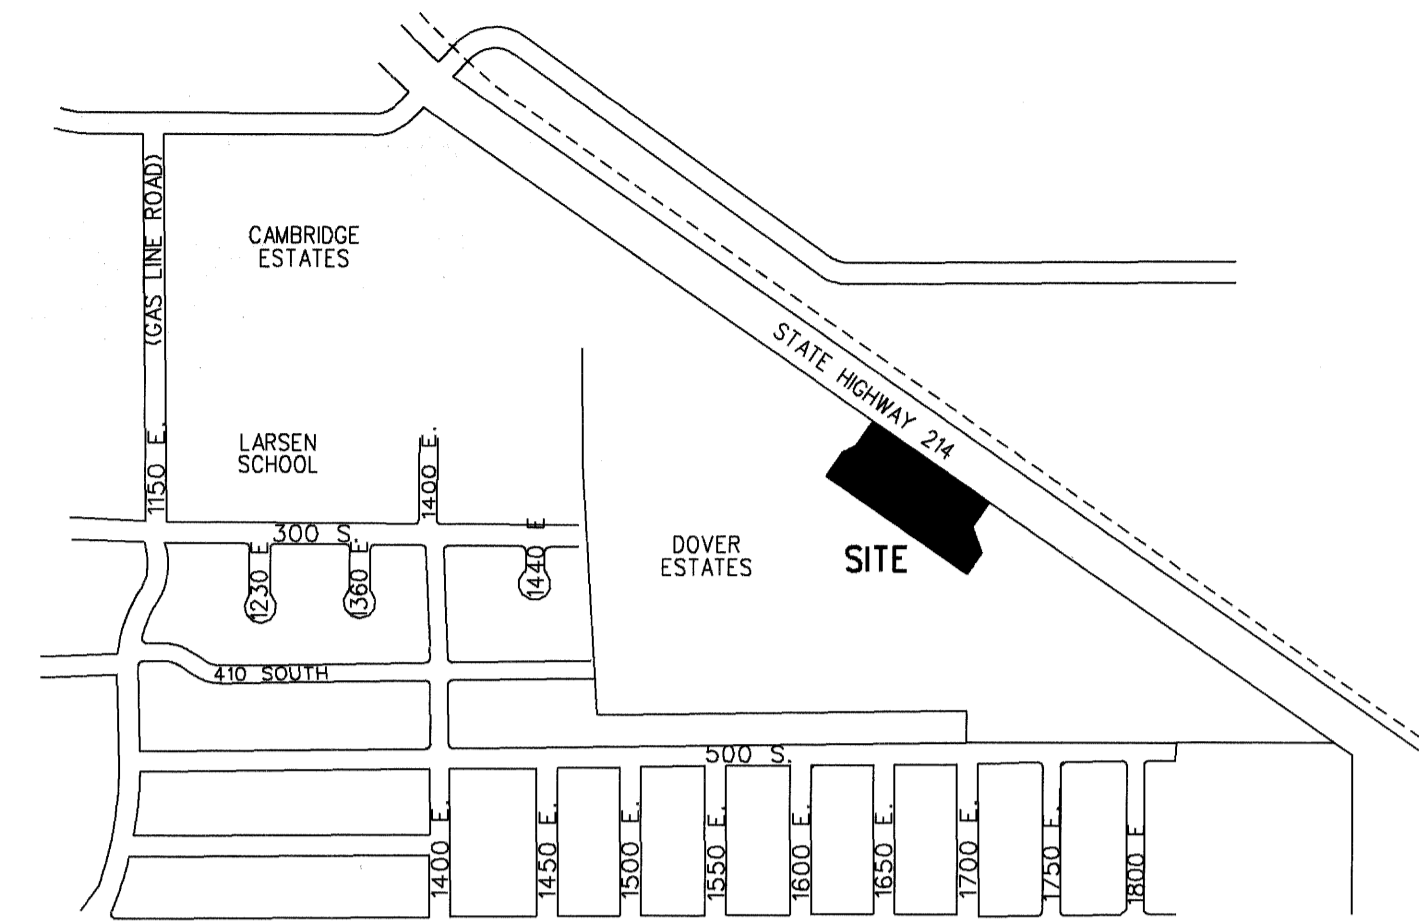 (GAS LINE ROAD)
1150 E.
CAMBRIDGE
ESTATES
STATE HIGHWAY 214
LARSEN
SCHOOL
1400 E.
300 S.
1230 E
1360 E
1440 E
DOVER
ESTATES
SITE
410 SOUTH
500 S.
1400 E.
1450 E.
1500 E.
1550 E.
1600 E.
1650 E.
1700 E.
1750 E.
1800 E